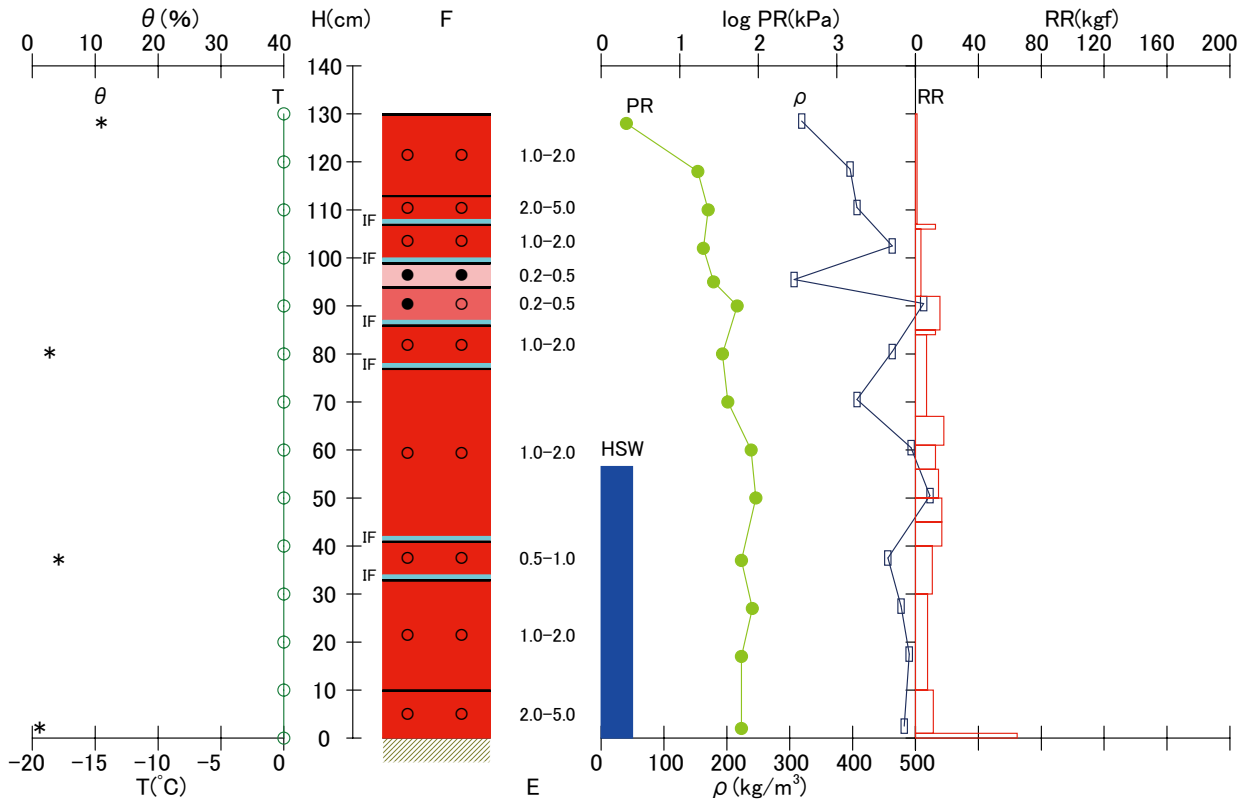 θ(%) H(cm) F log PR(kPa) RR(kgf)
0 10 20 30 40 0 1 2 3 0 40 80 120 160 200
140
θ T PR ρ RR
130
120 1.0-2.0
110 2.0-5.0
IF
1.0-2.0
100 IF
0.2-0.5
90 0.2-0.5
IF
80 1.0-2.0
IF
70
60 1.0-2.0
HSW
50
40 IF
0.5-1.0
IF
30
20 1.0-2.0
10
2.0-5.0
0
-20 -15 -10 -5 0 0 100 200 300 400 500
T(°C) E ρ (kg/m³)